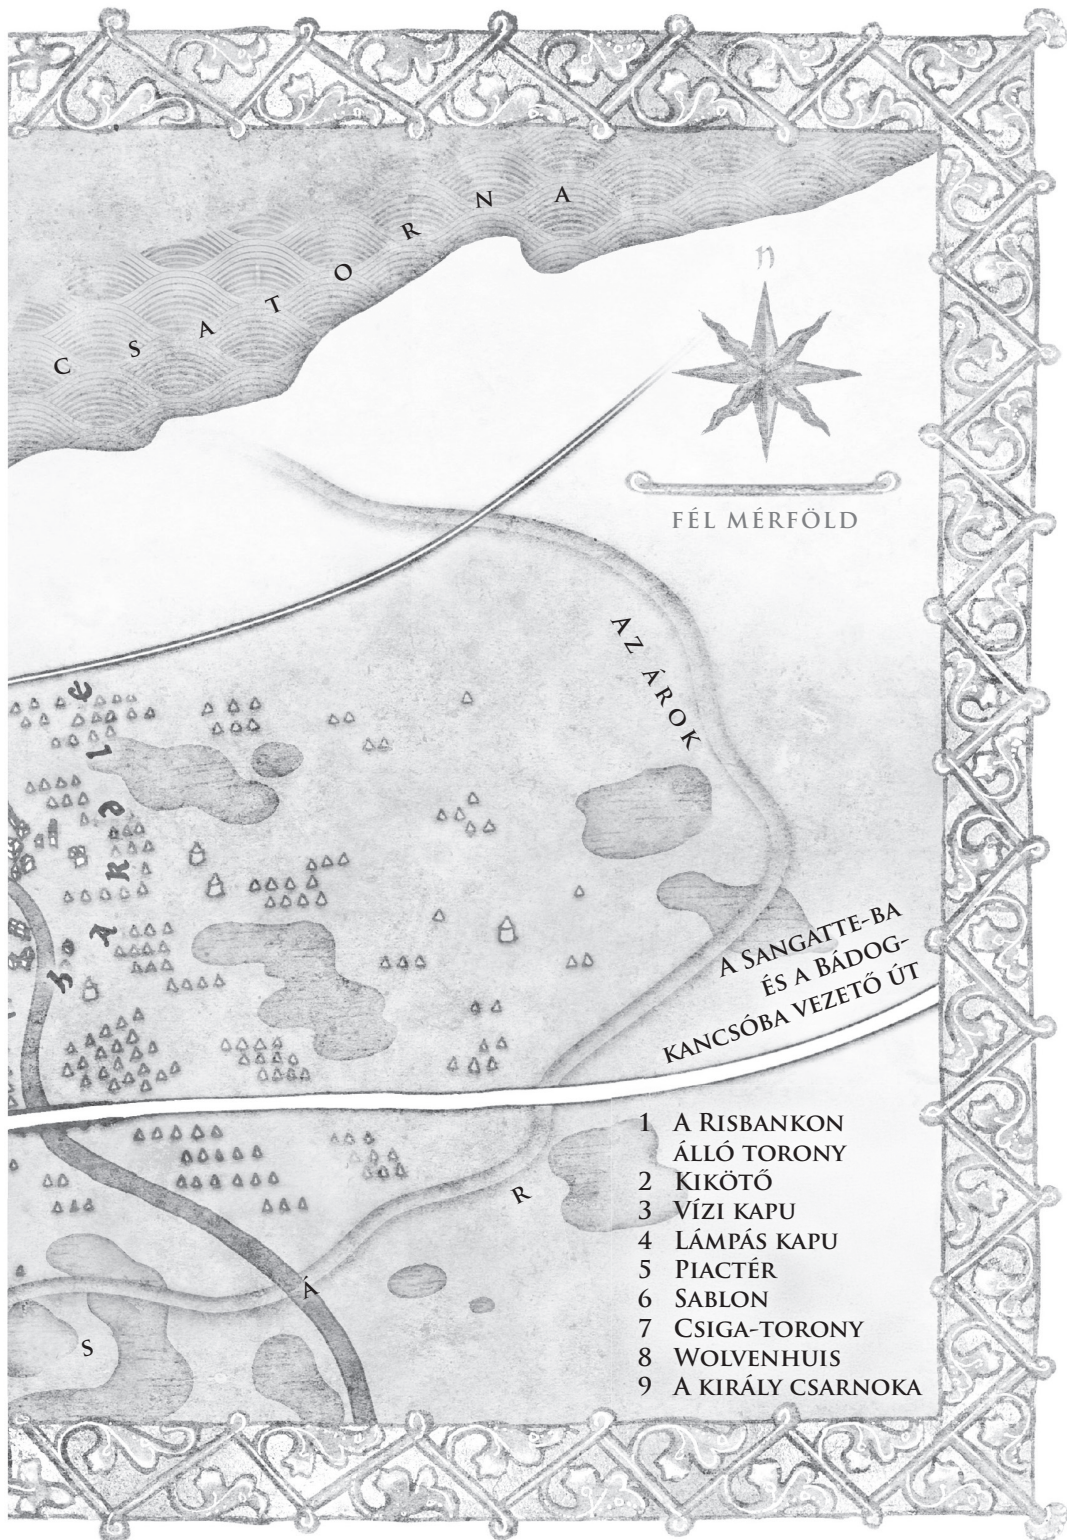 CSATORNA
n
FÉL MÉRFÖLD
AZ ÁROK
A SANGATTE-BA
ÉS A BÁDOG-
KANCSÓBA VEZETŐ ÚT
S Á R
1 A RISBANKON
ÁLLÓ TORONY
2 KIKÖTŐ
3 VÍZI KAPU
4 LÁMPÁS KAPU
5 PIACTÉR
6 SABLON
7 CSIGA-TORONY
8 WOLVENHUIS
9 A KIRÁLY CSARNOKA